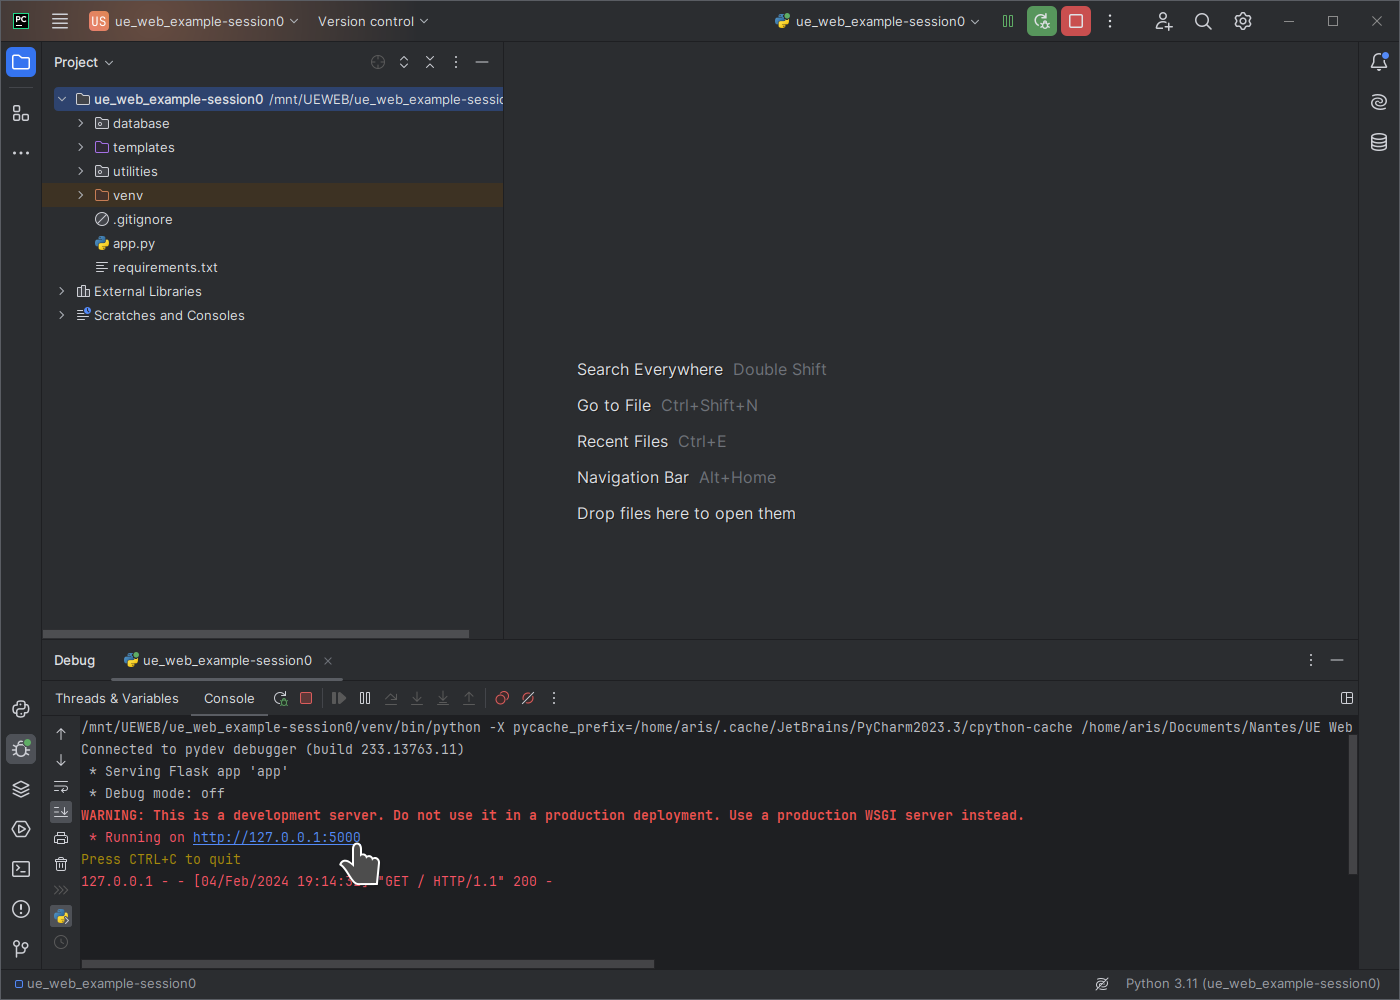 PC
US ue_web_example-session0 Version control ue_web_example-session0
Project
ue_web_example-session0 /mnt/UEWEB/ue_web_example-sessio
database
templates
utilities
venv
.gitignore
app.py
requirements.txt
External Libraries
Scratches and Consoles
Search Everywhere Double Shift
Go to File Ctrl+Shift+N
Recent Files Ctrl+E
Navigation Bar Alt+Home
Drop files here to open them
Debug ue_web_example-session0
Threads & Variables Console
/mnt/UEWEB/ue_web_example-session0/venv/bin/python -X pycache_prefix=/home/aris/.cache/JetBrains/PyCharm2023.3/cpython-cache /home/aris/Documents/Nantes/UE Web
Connected to pydev debugger (build 233.13763.11)
* Serving Flask app 'app'
* Debug mode: off
WARNING: This is a development server. Do not use it in a production deployment. Use a production WSGI server instead.
* Running on http://127.0.0.1:5000
Press CTRL+C to quit
127.0.0.1 - - [04/Feb/2024 19:14:3 "GET / HTTP/1.1" 200 -
ue_web_example-session0 Python 3.11 (ue_web_example-session0)